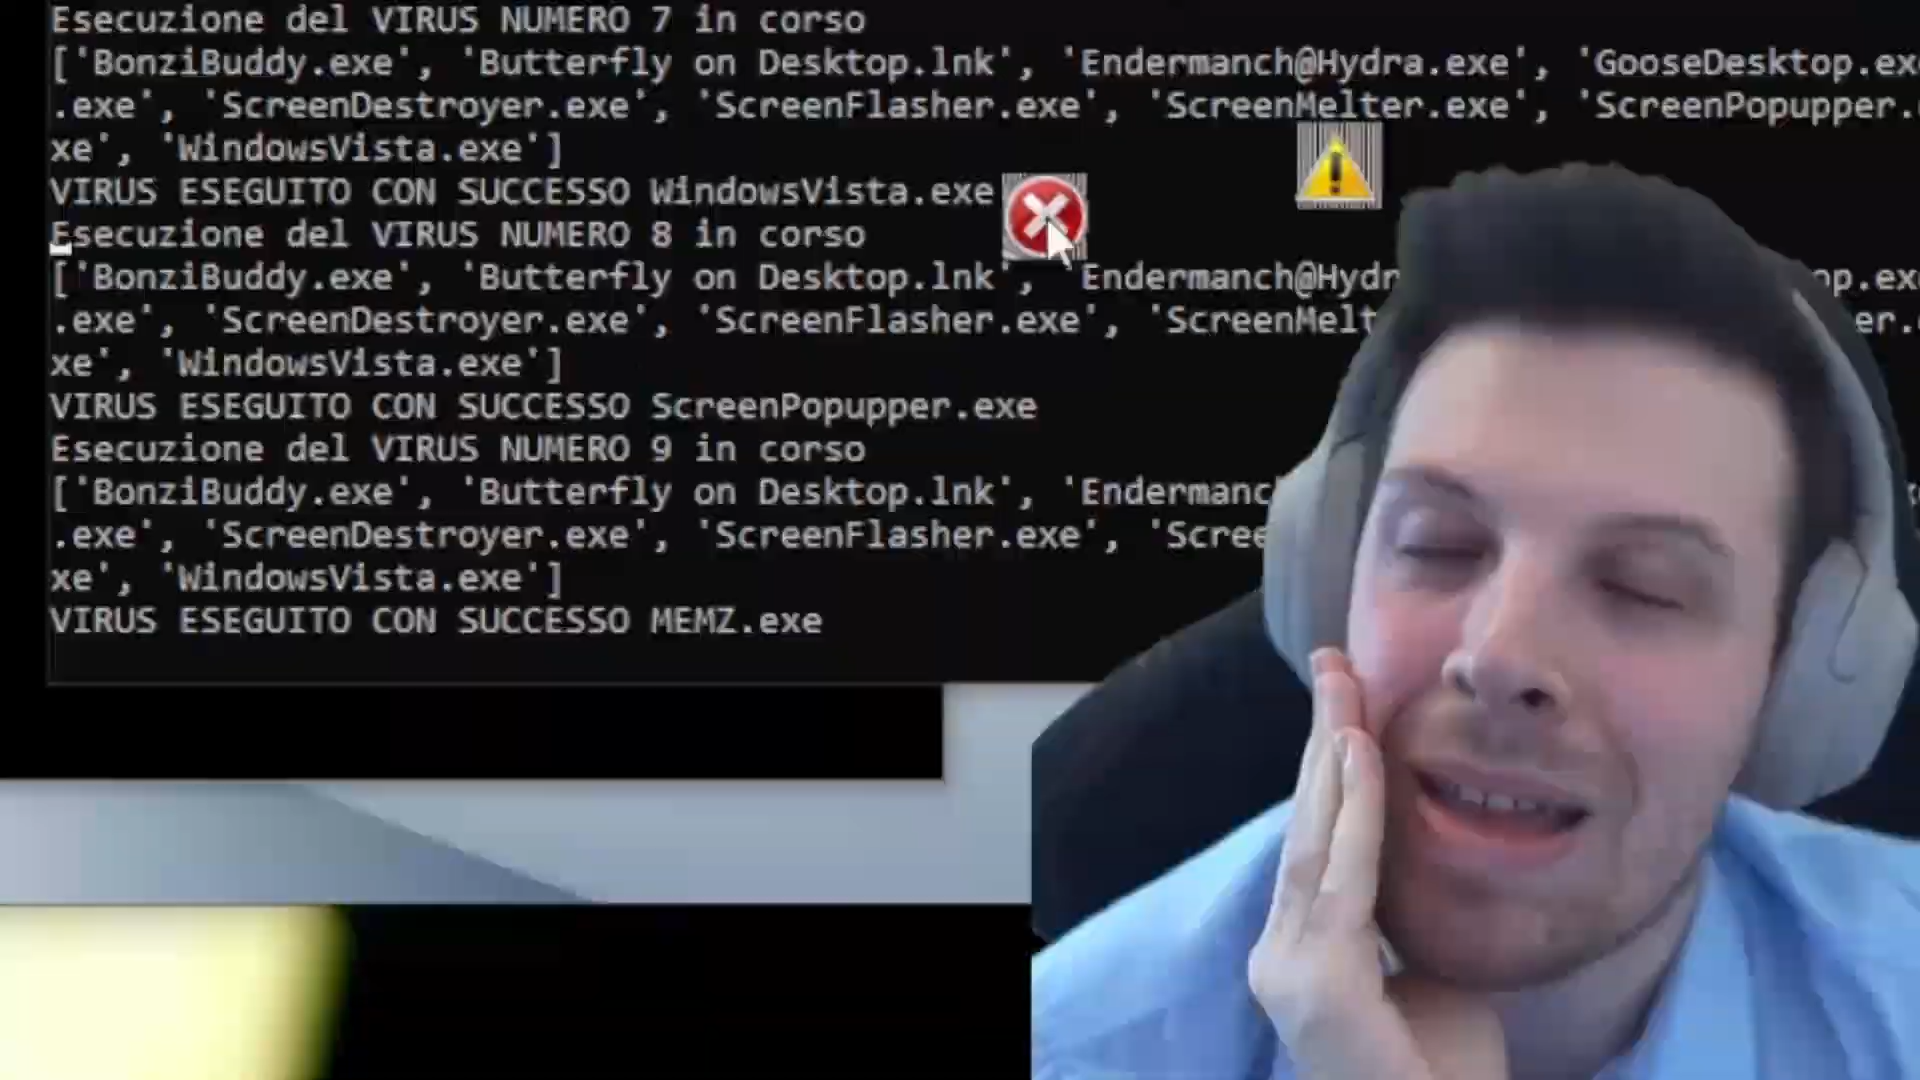 Esecuzione del VIRUS NUMERO 7 in corso
['BonziBuddy.exe', 'Butterfly on Desktop.lnk', 'Endermanch@Hydra.exe', 'GooseDesktop.ex
.exe', 'ScreenDestroyer.exe', 'ScreenFlasher.exe', 'ScreenMelter.exe', 'ScreenPopupper.
xe', 'WindowsVista.exe']
VIRUS ESEGUITO CON SUCCESSO WindowsVista.exe
Esecuzione del VIRUS NUMERO 8 in corso
['BonziBuddy.exe', 'Butterfly on Desktop.lnk', 'Endermanch@Hydr op.ex
.exe', 'ScreenDestroyer.exe', 'ScreenFlasher.exe', 'ScreenMelt er.
xe', 'WindowsVista.exe']
VIRUS ESEGUITO CON SUCCESSO ScreenPopupper.exe
Esecuzione del VIRUS NUMERO 9 in corso
['BonziBuddy.exe', 'Butterfly on Desktop.lnk', 'Endermanc
.exe', 'ScreenDestroyer.exe', 'ScreenFlasher.exe', 'Scree
xe', 'WindowsVista.exe']
VIRUS ESEGUITO CON SUCCESSO MEMZ.exe